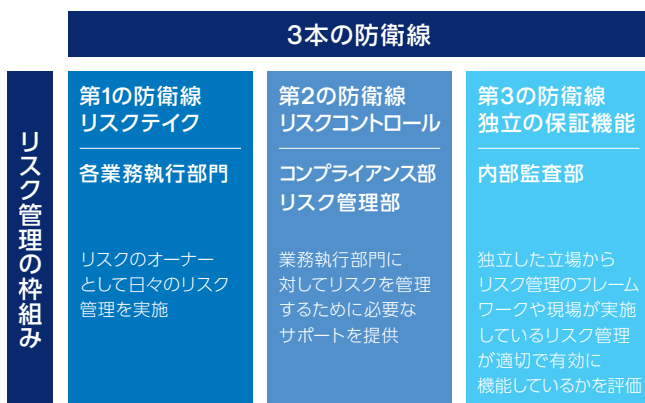 3本の防衛線
リスク管理の枠組み
第1の防衛線
リスクテイク
各業務執行部門
リスクのオーナー
として日々のリスク
管理を実施
第2の防衛線
リスクコントロール
コンプライアンス部
リスク管理部
業務執行部門に
対してリスクを管理
するために必要な
サポートを提供
第3の防衛線
独立の保証機能
内部監査部
独立した立場から
リスク管理のフレーム
ワークや現場が実施
しているリスク管理
が適切で有効に
機能しているかを評価